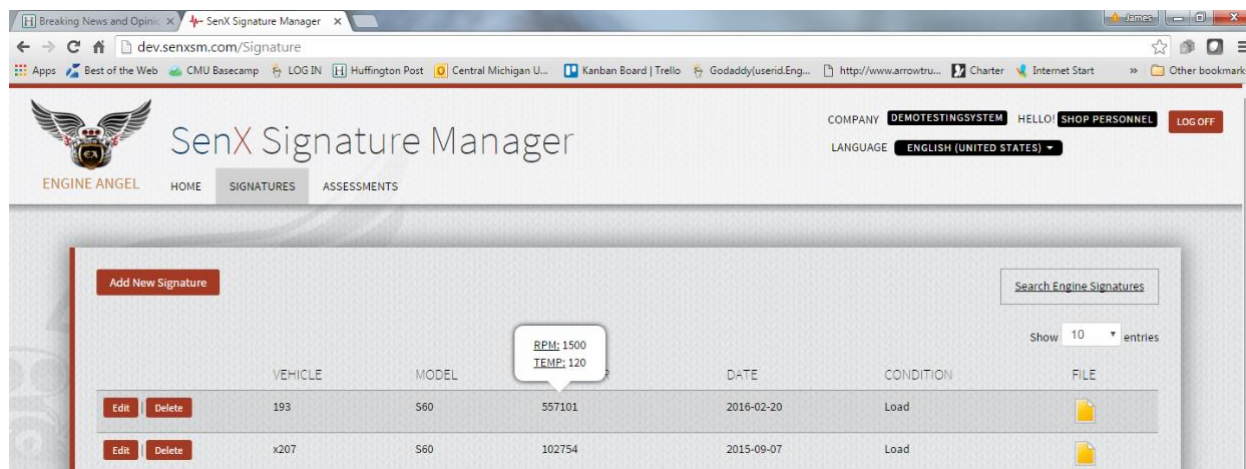 Breaking News and Opinic
SenX Signature Manager
James
dev.senxsm.com/Signature
Apps Best of the Web CMU Basecamp LOG IN Huffington Post Central Michigan U... Kanban Board | Trello Godaddy(userid.Eng... http://www.arrowtru... Charter Internet Start » Other bookmark
EA
ENGINE ANGEL
SenX Signature Manager
COMPANY DEMOTESTINGSYSTEM HELLO! SHOP PERSONNEL LOG OFF
LANGUAGE ENGLISH (UNITED STATES)
HOME SIGNATURES ASSESSMENTS
Add New Signature
Search Engine Signatures
Show 10 entries
RPM: 1500
TEMP: 120
VEHICLE MODEL R DATE CONDITION FILE
Edit | Delete 193 S60 557101 2016-02-20 Load
Edit | Delete x207 S60 102754 2015-09-07 Load